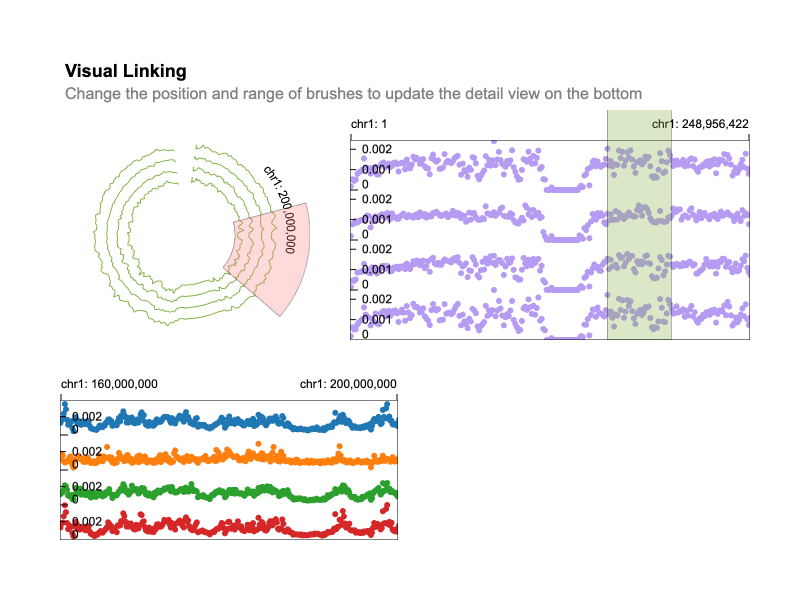 Visual Linking
Change the position and range of brushes to update the detail view on the bottom
chr1: 1
chr1: 248,956,422
chr1: 200,000,000
0.002
0.001
0
0.002
0.001
0
0.002
0.001
0
0.002
0.001
0
chr1: 160,000,000
chr1: 200,000,000
0.002
0
0.002
0
0.002
0
0.002
0